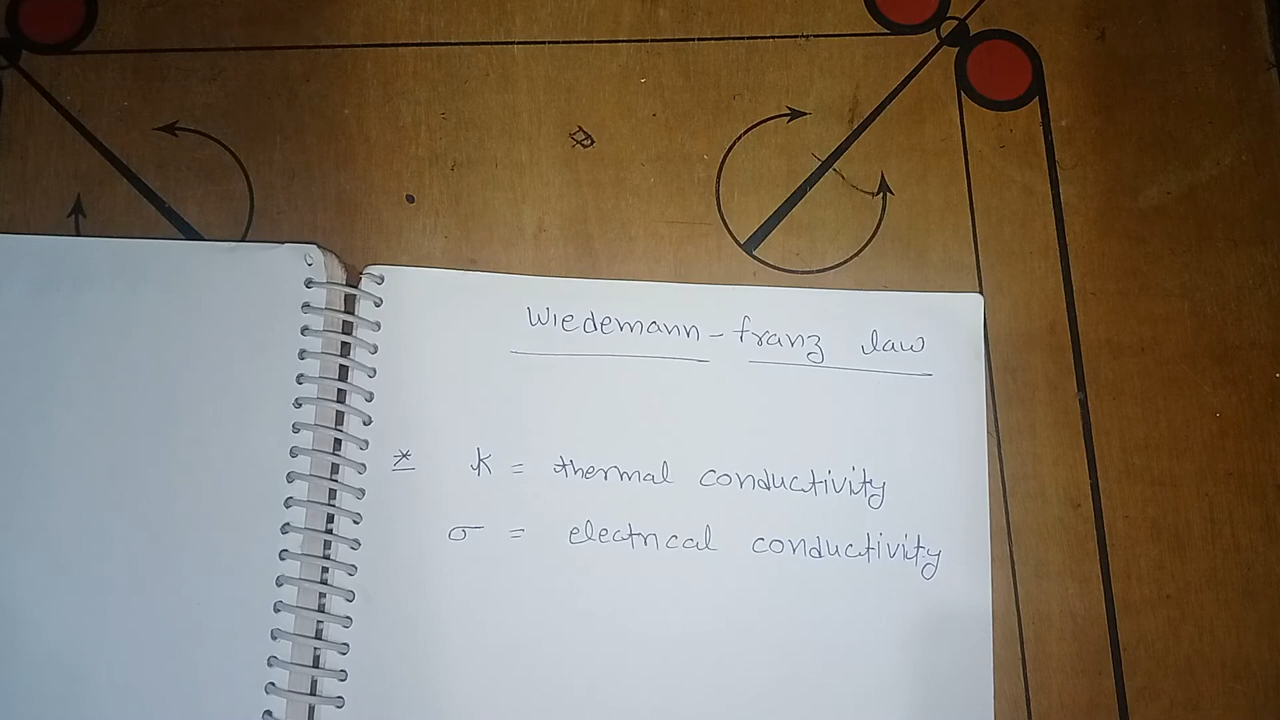 Wiedemann - franz law
* K = thermal conductivity
σ = electrical conductivity